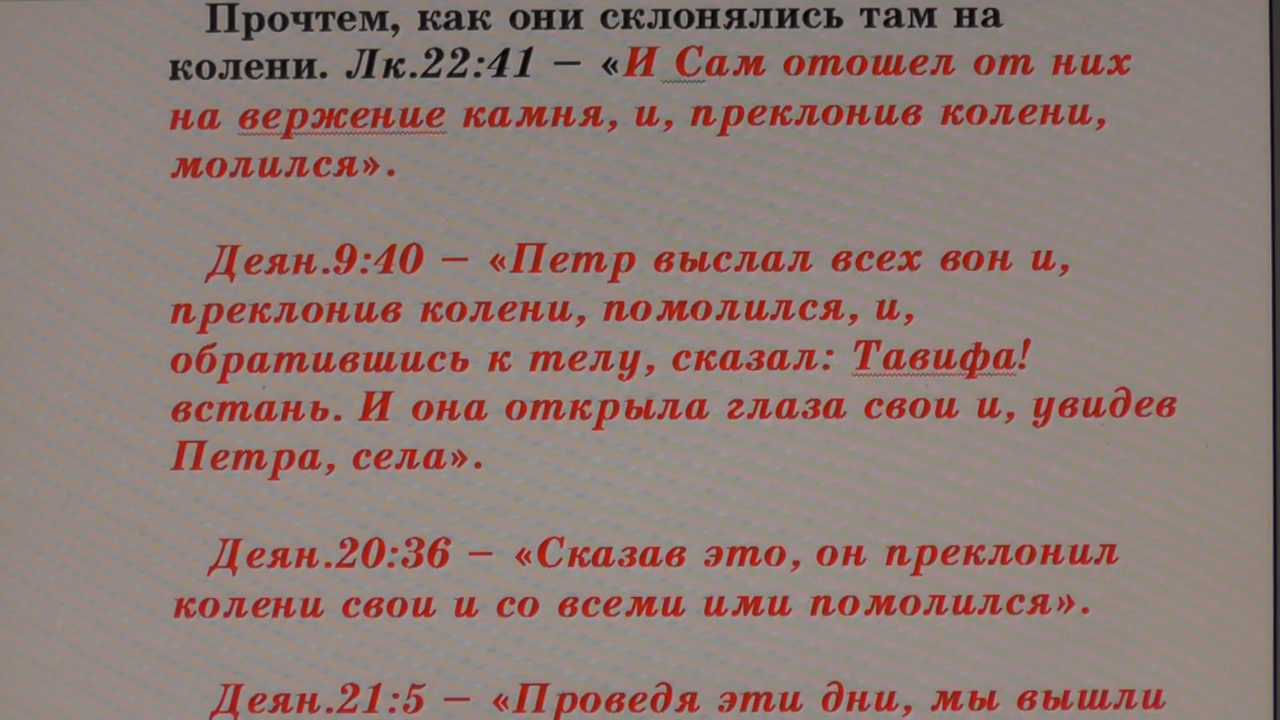 Прочтем, как они склонялись там на
колени. Лк.22:41 – «И Сам отошел от них
на вержение камня, и, преклонив колени,
молился».
Деян.9:40 – «Петр выслал всех вон и,
преклонив колени, помолился, и,
обратившись к телу, сказал: Тавифа!
встань. И она открыла глаза свои и, увидев
Петра, села».
Деян.20:36 – «Сказав это, он преклонил
колени свои и со всеми ими помолился».
Деян.21:5 – «Проведя эти дни, мы вышли